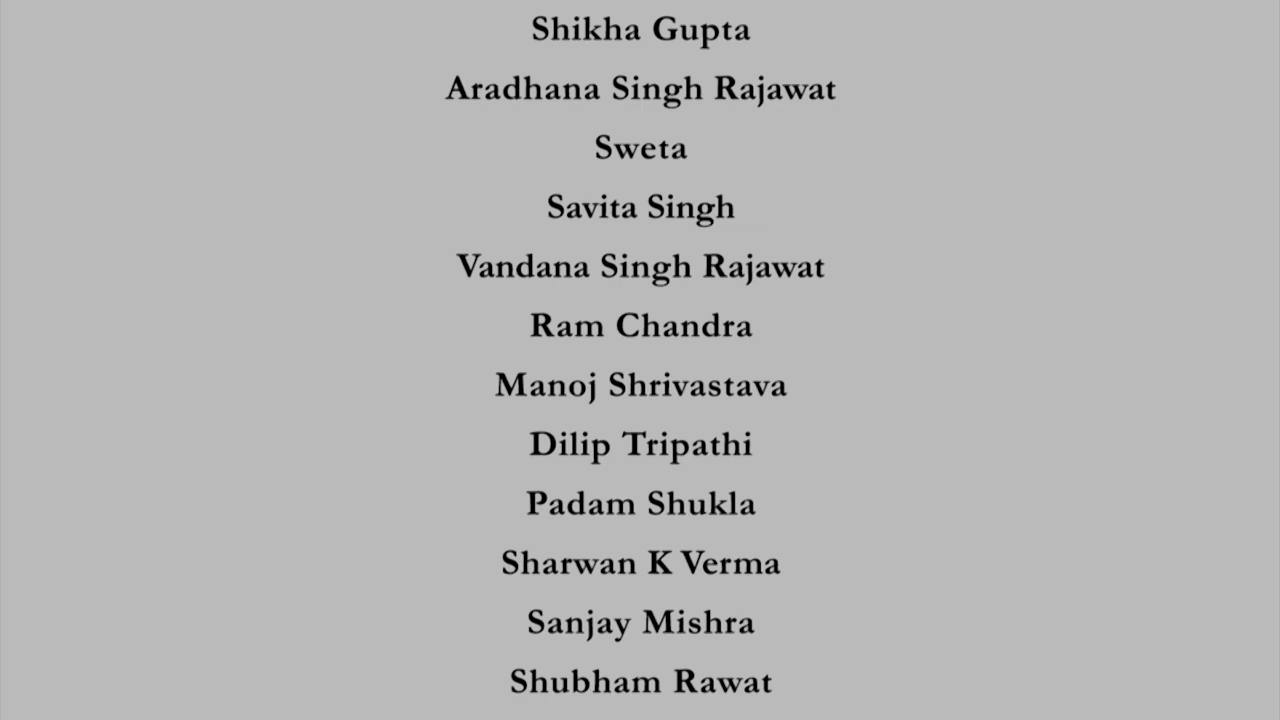 Shikha Gupta
Aradhana Singh Rajawat
Sweta
Savita Singh
Vandana Singh Rajawat
Ram Chandra
Manoj Shrivastava
Dilip Tripathi
Padam Shukla
Sharwan K Verma
Sanjay Mishra
Shubham Rawat